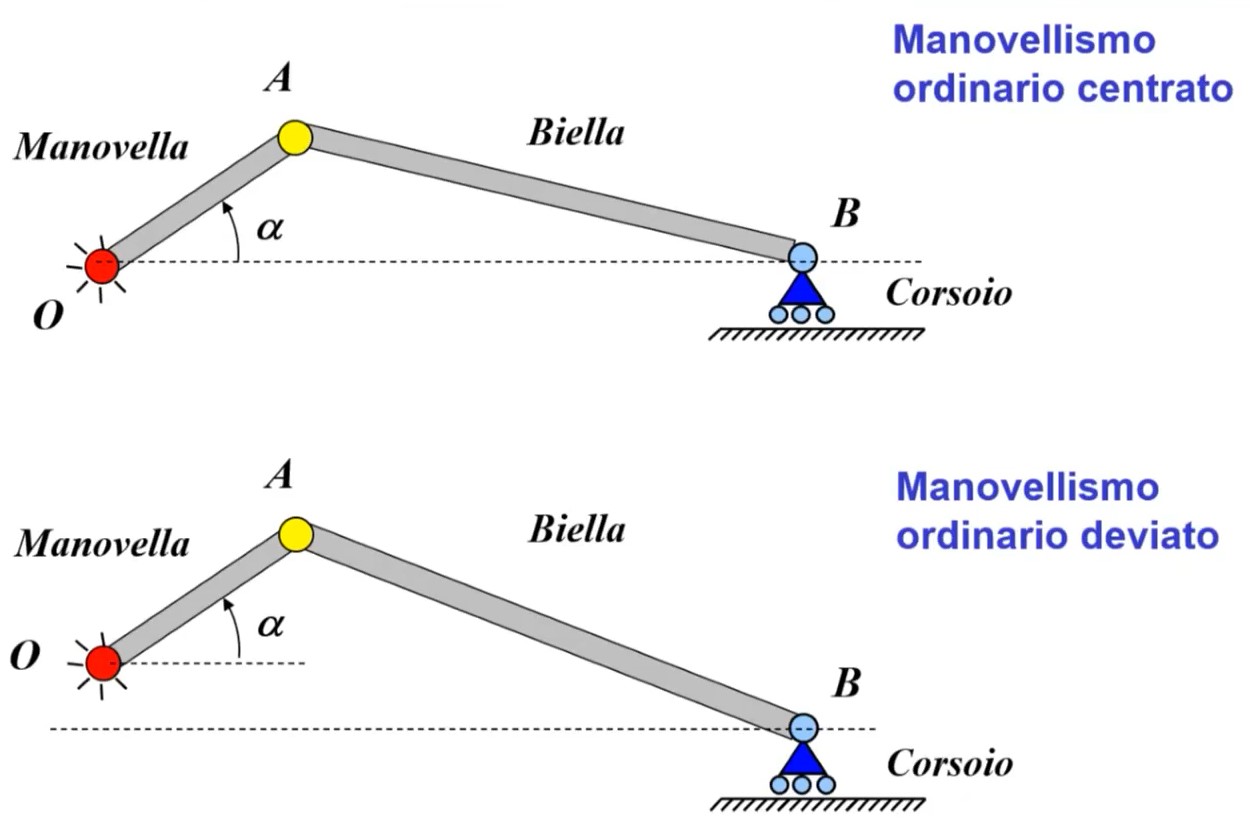 Manovellismo
ordinario centrato
A
Manovella
Biella
α
B
O
Corsoio
Manovellismo
ordinario deviato
A
Manovella
Biella
α
O
B
Corsoio